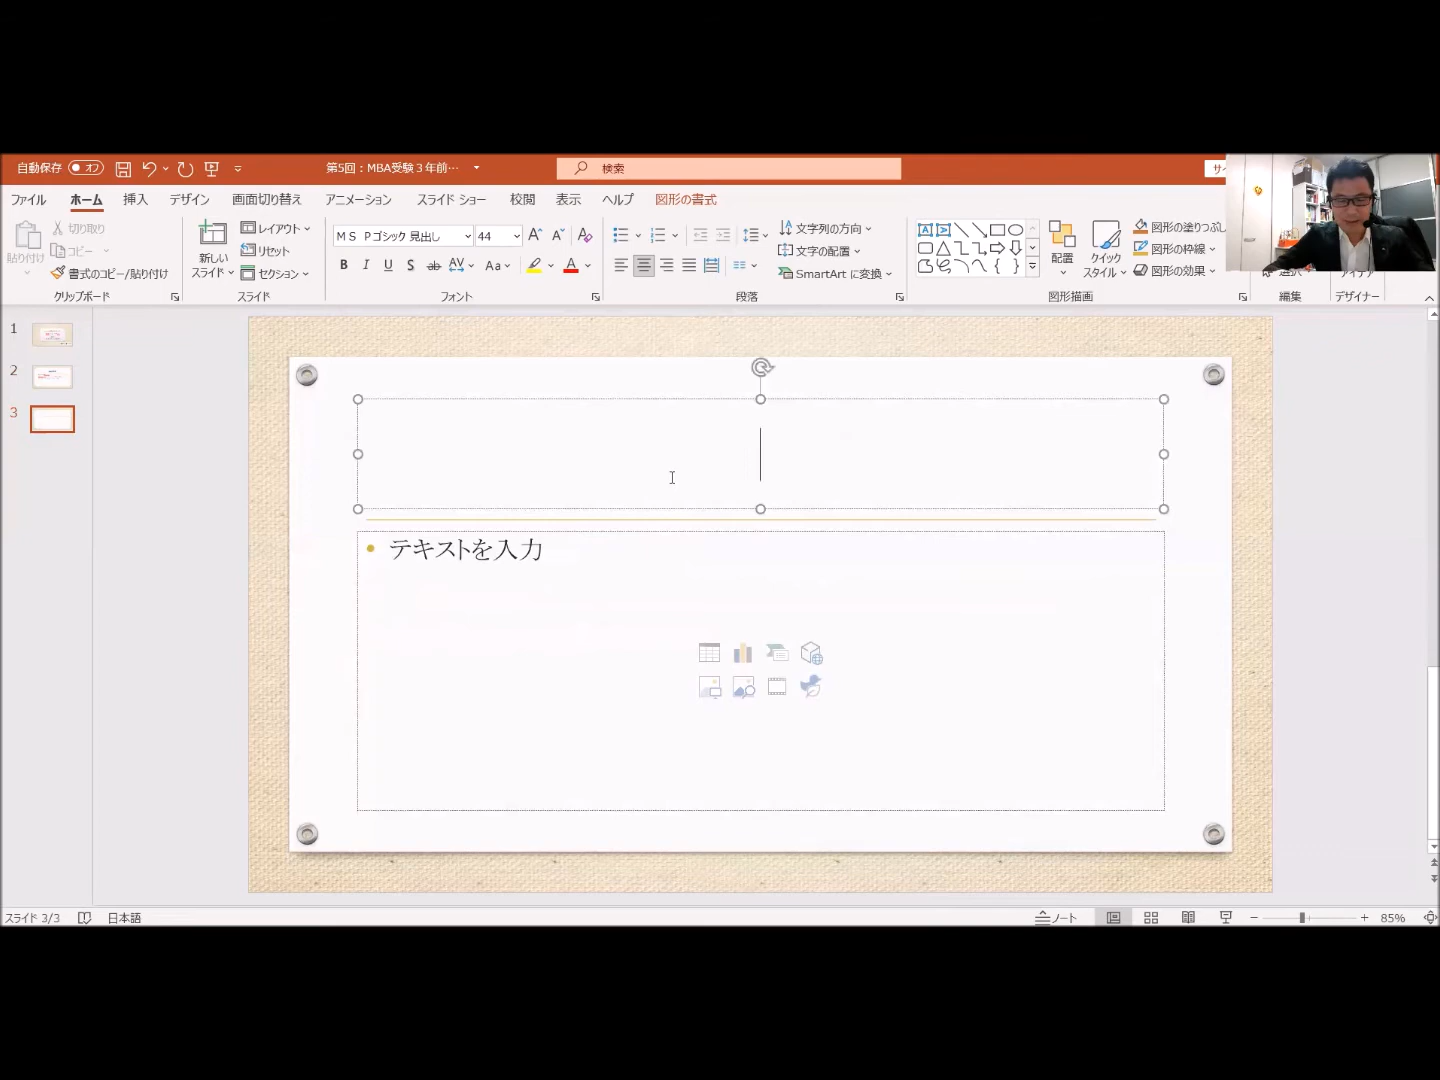 自動保存 オフ 第5回：MBA受験３年前… 検索
ファイル ホーム 挿入 デザイン 画面切り替え アニメーション スライド ショー 校閲 表示 ヘルプ 図形の書式
貼り付け 切り取り コピー 書式のコピー/貼り付け
クリップボード
新しい スライド レイアウト リセット セクション
スライド
ＭＳ Ｐゴシック 見出し 44
B I U S ab AV Aa A
フォント
文字列の方向
文字の配置
SmartArt に変換
段落
配置 クイック スタイル 図形の塗りつぶし
図形の枠線
図形の効果
図形描画
編集
デザイナー
1
2
3
テキストを入力
スライド 3/3 日本語 ノート 85%